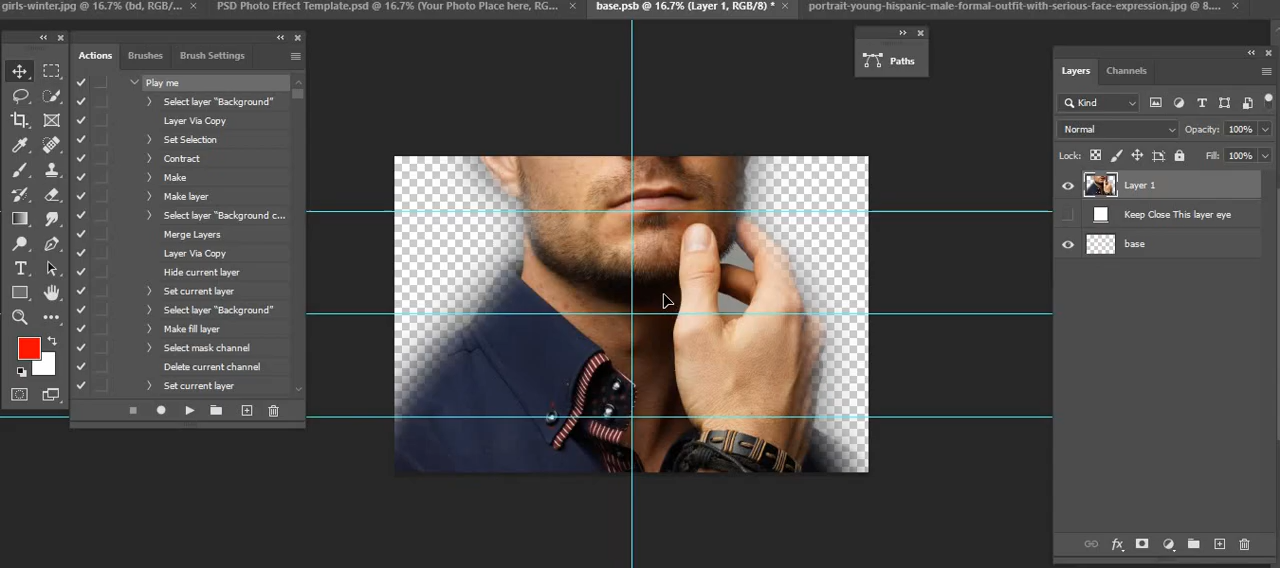 girls-winter.jpg @ 16.7% (bd, RGB/...
PSD Photo Effect Template.psd @ 16.7% (Your Photo Place here, RG...
base.psb @ 16.7% (Layer 1, RGB/8) *
portrait-young-hispanic-male-formal-outfit-with-serious-face-expression.jpg @ 8....
Actions
Brushes
Brush Settings
Play me
Select layer "Background"
Layer Via Copy
Set Selection
Contract
Make
Make layer
Select layer "Background c...
Merge Layers
Layer Via Copy
Hide current layer
Set current layer
Select layer "Background"
Make fill layer
Select mask channel
Delete current channel
Set current layer
Paths
Layers
Channels
Kind
Normal
Opacity: 100%
Lock:
Fill: 100%
Layer 1
Keep Close This layer eye
base